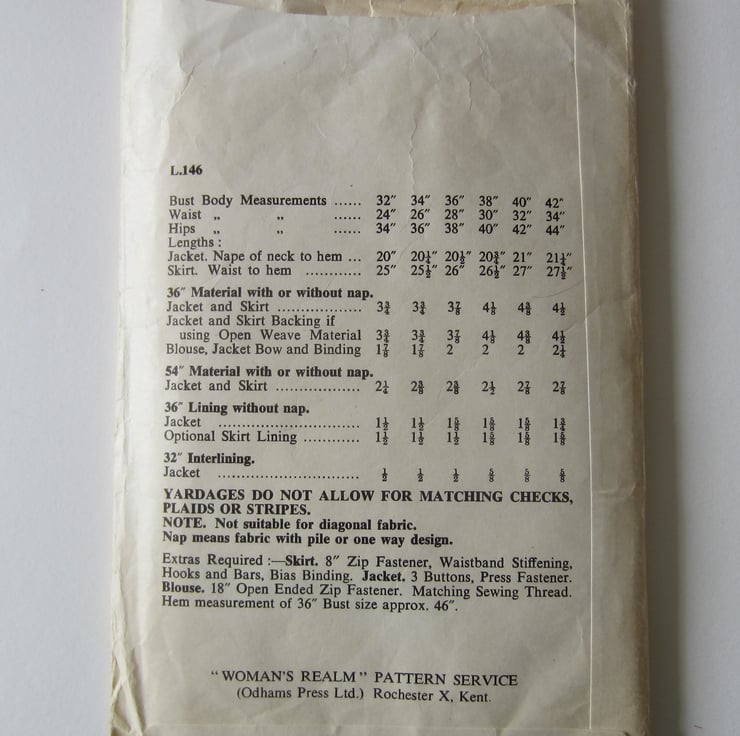 L.146
Bust Body Measurements ...... 32″ 34″ 36″ 38″ 40″ 42″
Waist „ „ ...... 24″ 26″ 28″ 30″ 32″ 34″
Hips „ „ ...... 34″ 36″ 38″ 40″ 42″ 44″
Lengths :
Jacket. Nape of neck to hem ... 20″ 20¼″ 20½″ 20¾″ 21″ 21¼″
Skirt. Waist to hem ............ 25″ 25½″ 26″ 26½″ 27″ 27½″
36″ Material with or without nap.
Jacket and Skirt ................. 3¾ 3¾ 3⅞ 4⅛ 4⅜ 4½
Jacket and Skirt Backing if
using Open Weave Material 3¾ 3¾ 3⅞ 4⅛ 4⅜ 4½
Blouse, Jacket Bow and Binding 1⅞ 1⅞ 2 2 2 2¼
54″ Material with or without nap.
Jacket and Skirt ................. 2¼ 2⅜ 2⅜ 2½ 2⅞ 2⅞
36″ Lining without nap.
Jacket ............................. 1½ 1½ 1⅝ 1⅝ 1⅝ 1¾
Optional Skirt Lining ............ 1½ 1½ 1½ 1⅝ 1⅝ 1⅝
32″ Interlining.
Jacket ............................. ½ ½ ½ ⅝ ⅝ ⅝
YARDAGES DO NOT ALLOW FOR MATCHING CHECKS,
PLAIDS OR STRIPES.
NOTE. Not suitable for diagonal fabric.
Nap means fabric with pile or one way design.
Extras Required :—Skirt. 8″ Zip Fastener, Waistband Stiffening,
Hooks and Bars, Bias Binding. Jacket. 3 Buttons, Press Fastener.
Blouse. 18″ Open Ended Zip Fastener. Matching Sewing Thread.
Hem measurement of 36″ Bust size approx. 46″.
“WOMAN'S REALM” PATTERN SERVICE
(Odhams Press Ltd.) Rochester X, Kent.